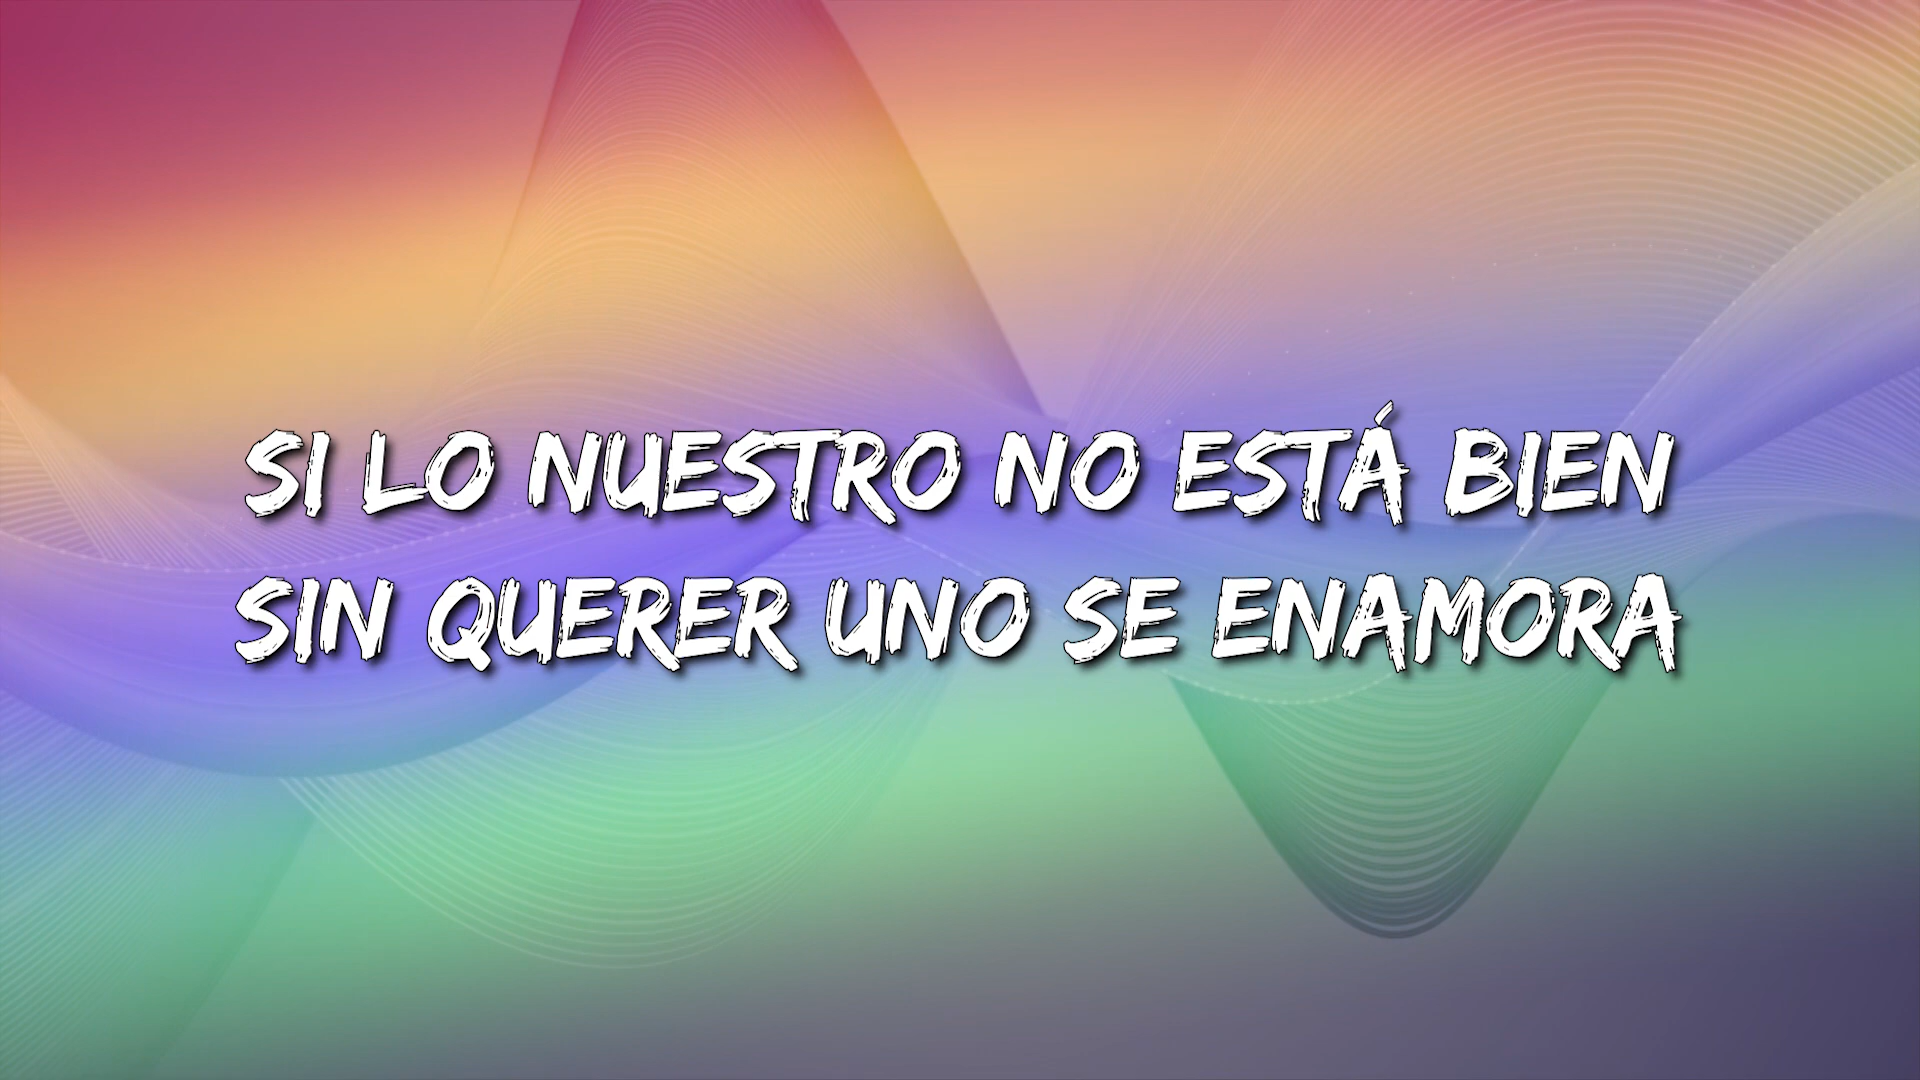 SI LO NUESTRO NO ESTÁ BIEN
SIN QUERER UNO SE ENAMORA